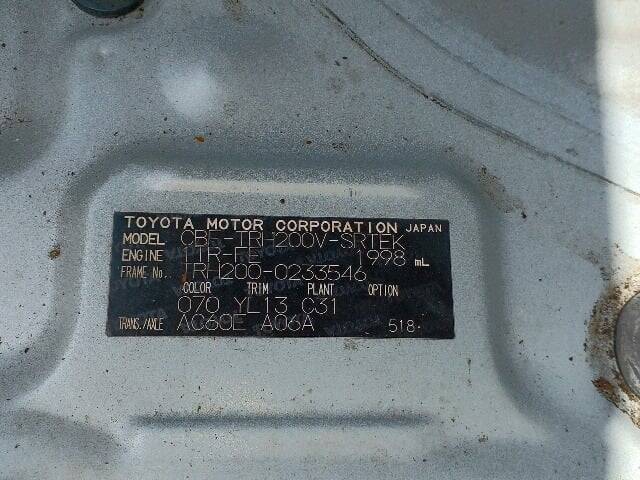 TOYOTA MOTOR CORPORATION JAPAN
MODEL CBF-TRH200V-SRTEK
ENGINE 1TR-FE 1998 mL
FRAME No. TRH200-0233546
COLOR TRIM PLANT OPTION
070 YL13 C31
TRANS./AXLE AC60E A06A 518